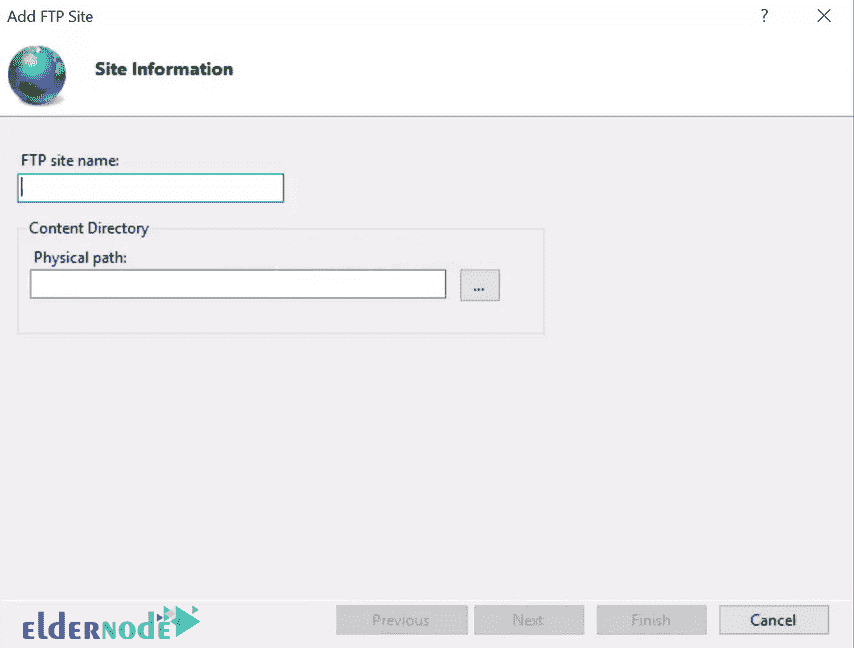 Add FTP Site
?
Site Information
FTP site name:
Content Directory
Physical path:
...
Previous
Next
Finish
Cancel
ElderNode